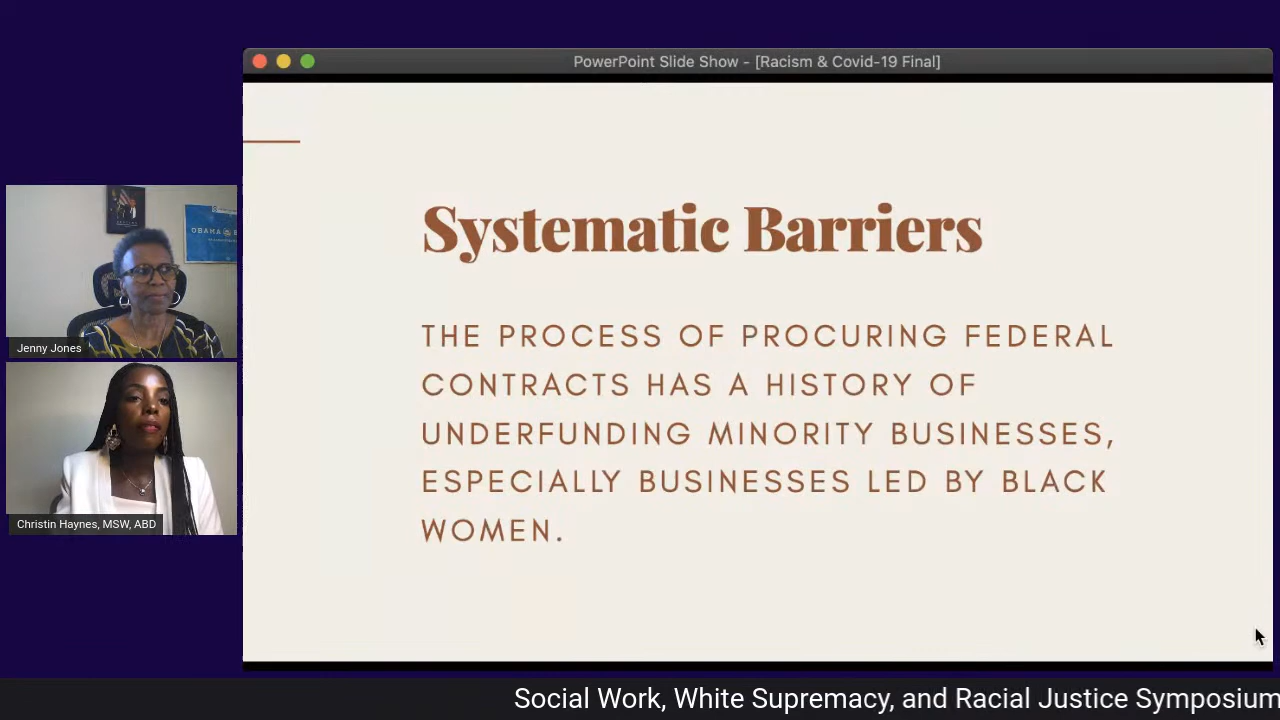 PowerPoint Slide Show - [Racism & Covid-19 Final]
Systematic Barriers
THE PROCESS OF PROCURING FEDERAL
CONTRACTS HAS A HISTORY OF
UNDERFUNDING MINORITY BUSINESSES,
ESPECIALLY BUSINESSES LED BY BLACK
WOMEN.
OBAMA
Jenny Jones
Christin Haynes, MSW, ABD
Social Work, White Supremacy, and Racial Justice Symposium